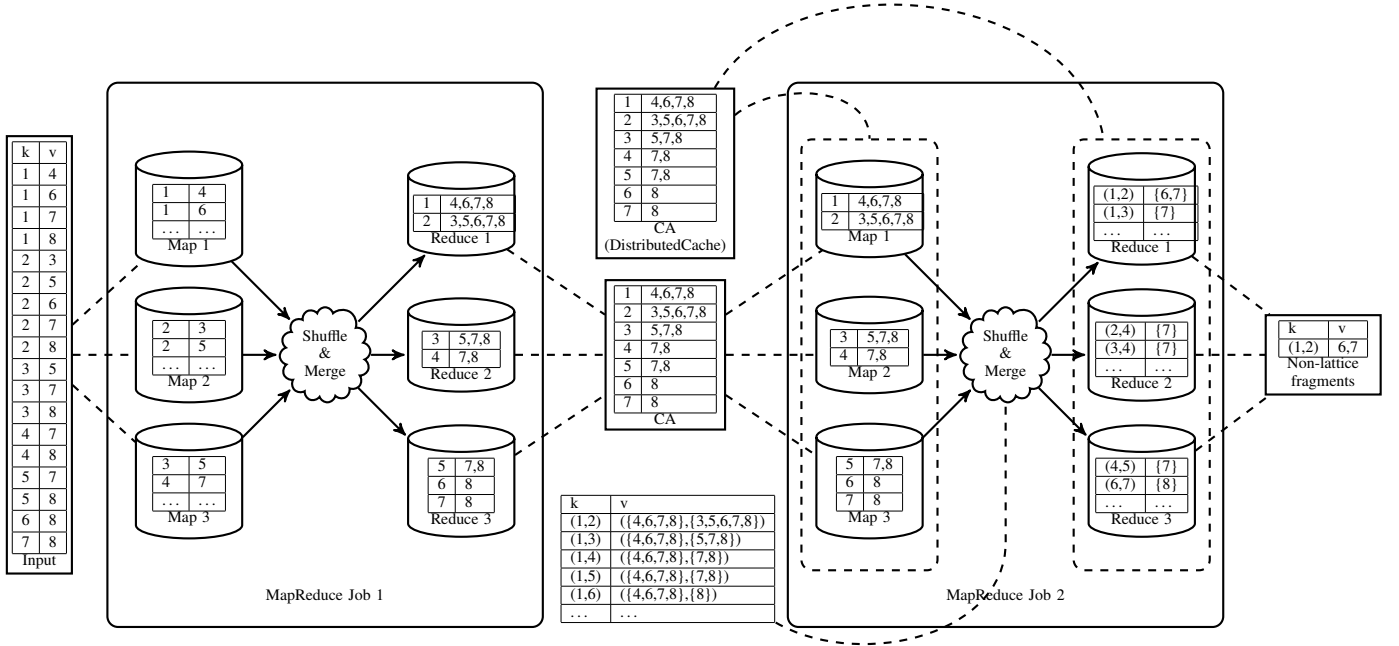 k v
1 4
1 6
1 7
1 8
2 3
2 5
2 6
2 7
2 8
3 5
3 7
3 8
4 7
4 8
5 7
5 8
6 8
7 8
Input
1 4
1 6
... ...
Map 1
2 3
2 5
... ...
Map 2
3 5
4 7
... ...
Map 3
Shuffle
&
Merge
1 4,6,7,8
2 3,5,6,7,8
Reduce 1
3 5,7,8
4 7,8
Reduce 2
5 7,8
6 8
7 8
Reduce 3
MapReduce Job 1
1 4,6,7,8
2 3,5,6,7,8
3 5,7,8
4 7,8
5 7,8
6 8
7 8
CA
(DistributedCache)
1 4,6,7,8
2 3,5,6,7,8
3 5,7,8
4 7,8
5 7,8
6 8
7 8
CA
k v
(1,2) ({4,6,7,8},{3,5,6,7,8})
(1,3) ({4,6,7,8},{5,7,8})
(1,4) ({4,6,7,8},{7,8})
(1,5) ({4,6,7,8},{7,8})
(1,6) ({4,6,7,8},{8})
... ...
1 4,6,7,8
2 3,5,6,7,8
Map 1
3 5,7,8
4 7,8
Map 2
5 7,8
6 8
7 8
Map 3
Shuffle
&
Merge
(1,2) {6,7}
(1,3) {7}
... ...
Reduce 1
(2,4) {7}
(3,4) {7}
... ...
Reduce 2
(4,5) {7}
(6,7) {8}
... ...
Reduce 3
MapReduce Job 2
k v
(1,2) 6,7
Non-lattice
fragments